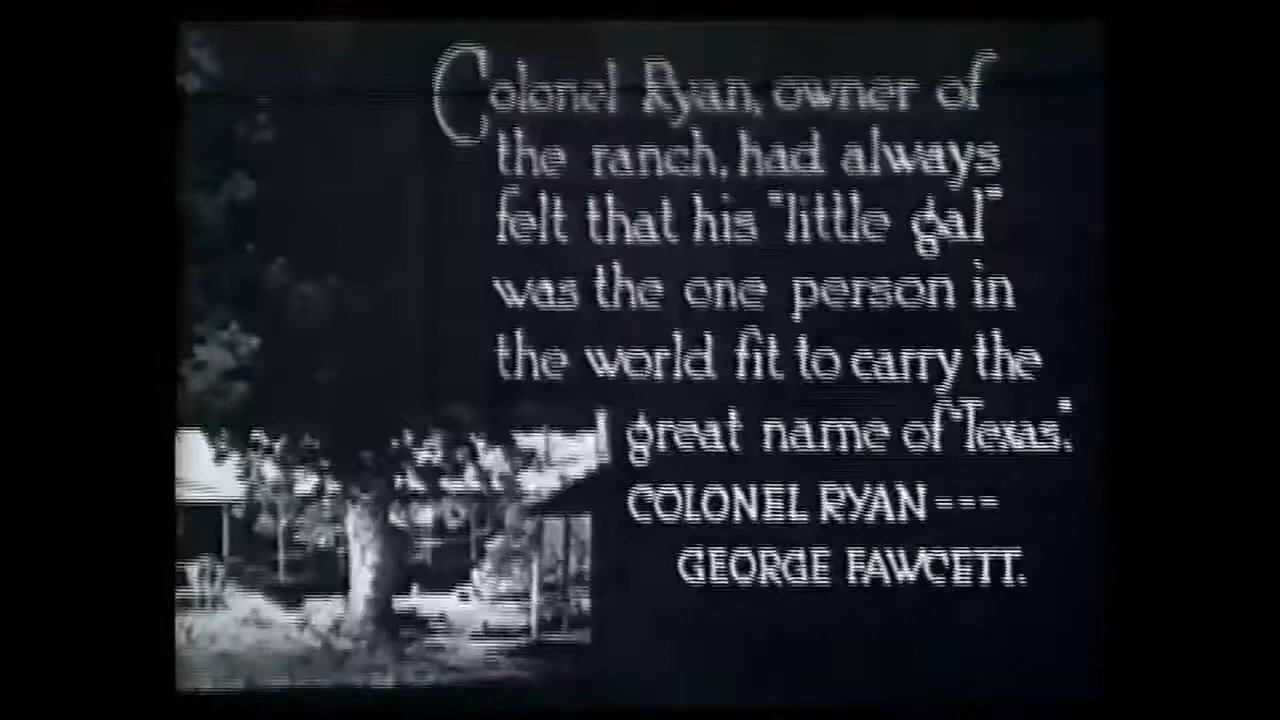 Colonel Ryan, owner of
the ranch, had always
felt that his "little gal"
was the one person in
the world fit to carry the
great name of "Texas."
COLONEL RYAN ---
GEORGE FAWCETT.